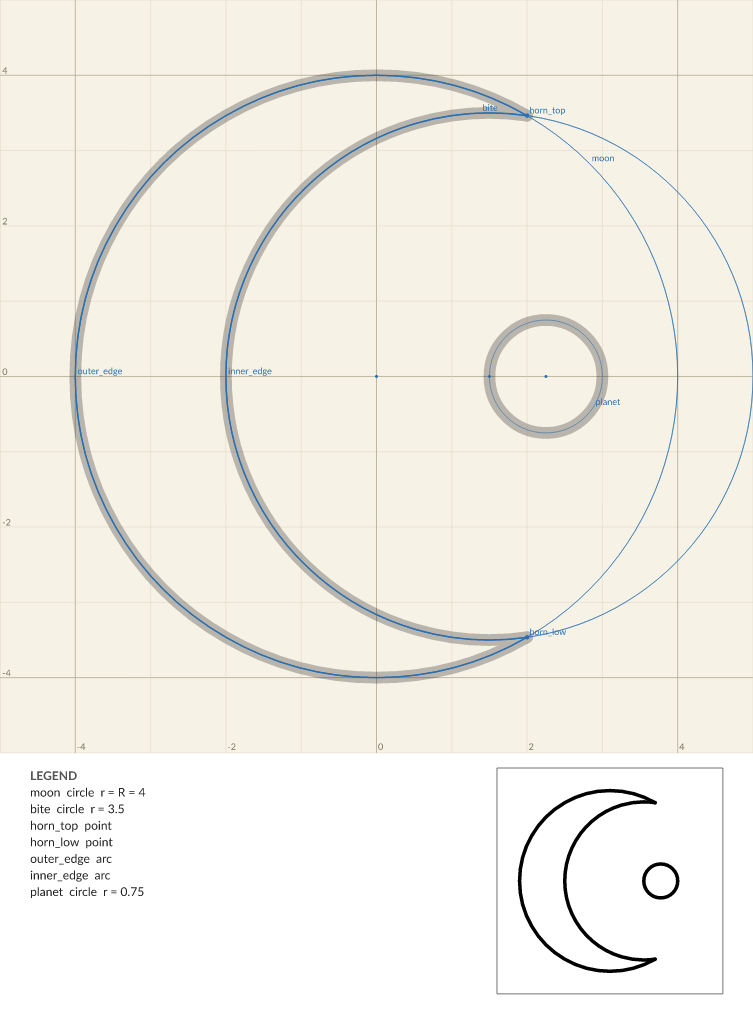 4
bite
horn_top
moon
2
0
outer_edge
inner_edge
planet
-2
horn_low
-4
-4
-2
0
2
4
LEGEND
moon circle r = R = 4
bite circle r = 3.5
horn_top point
horn_low point
outer_edge arc
inner_edge arc
planet circle r = 0.75